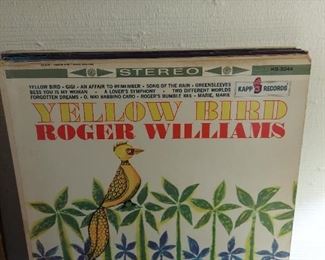 STEREO
KS-3244
YELLOW BIRD • GIGI • AN AFFAIR TO REMEMBER • SONG OF THE RAIN • GREENSLEEVES
BESS YOU IS MY WOMAN • A LOVER'S SYMPHONY • TWO DIFFERENT WORLDS
FORGOTTEN DREAMS • O, MIO BABBINO CARO • ROGER'S BUMBLE BEE • MARIE, MARIE
KAPP RECORDS
YELLOW BIRD
ROGER WILLIAMS